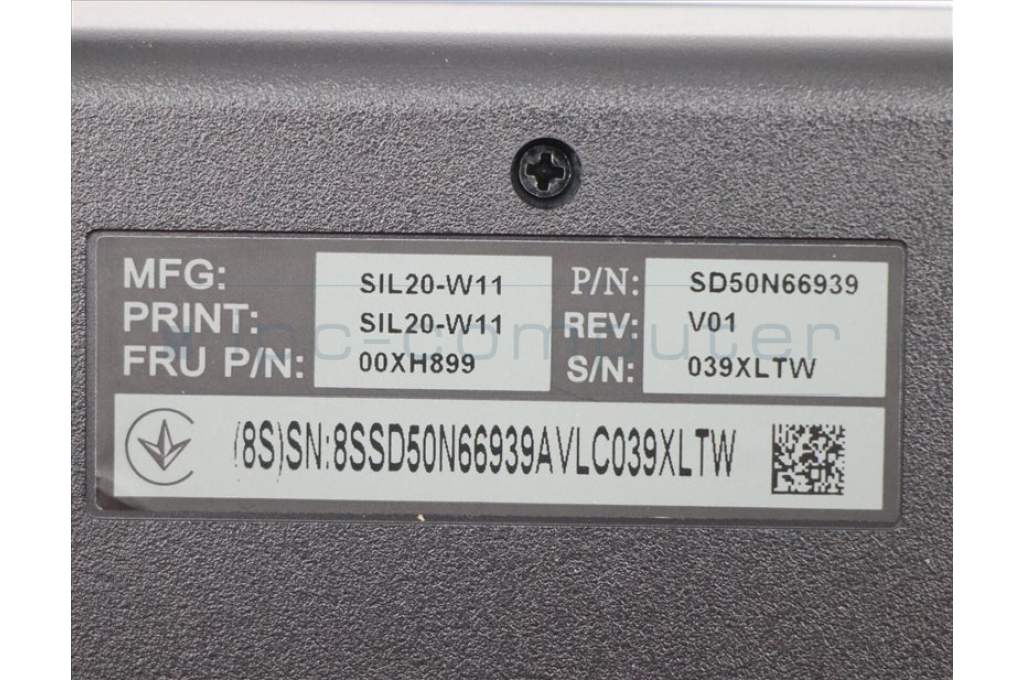 MFG: SIL20-W11 P/N: SD50N66939
PRINT: SIL20-W11 REV: V01
FRU P/N: 00XH899 S/N: 039XLTW
(8S)SN:8SSD50N66939AVLC039XLTW